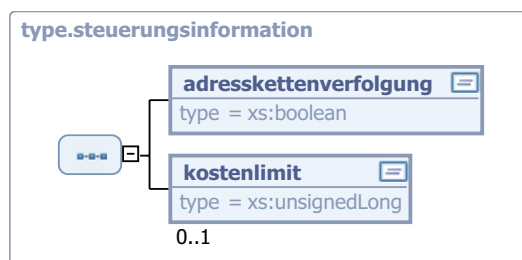 type.steuerungsinformation
adresskettenverfolgung
type = xs:boolean
kostenlimit
type = xs:unsignedLong
0..1